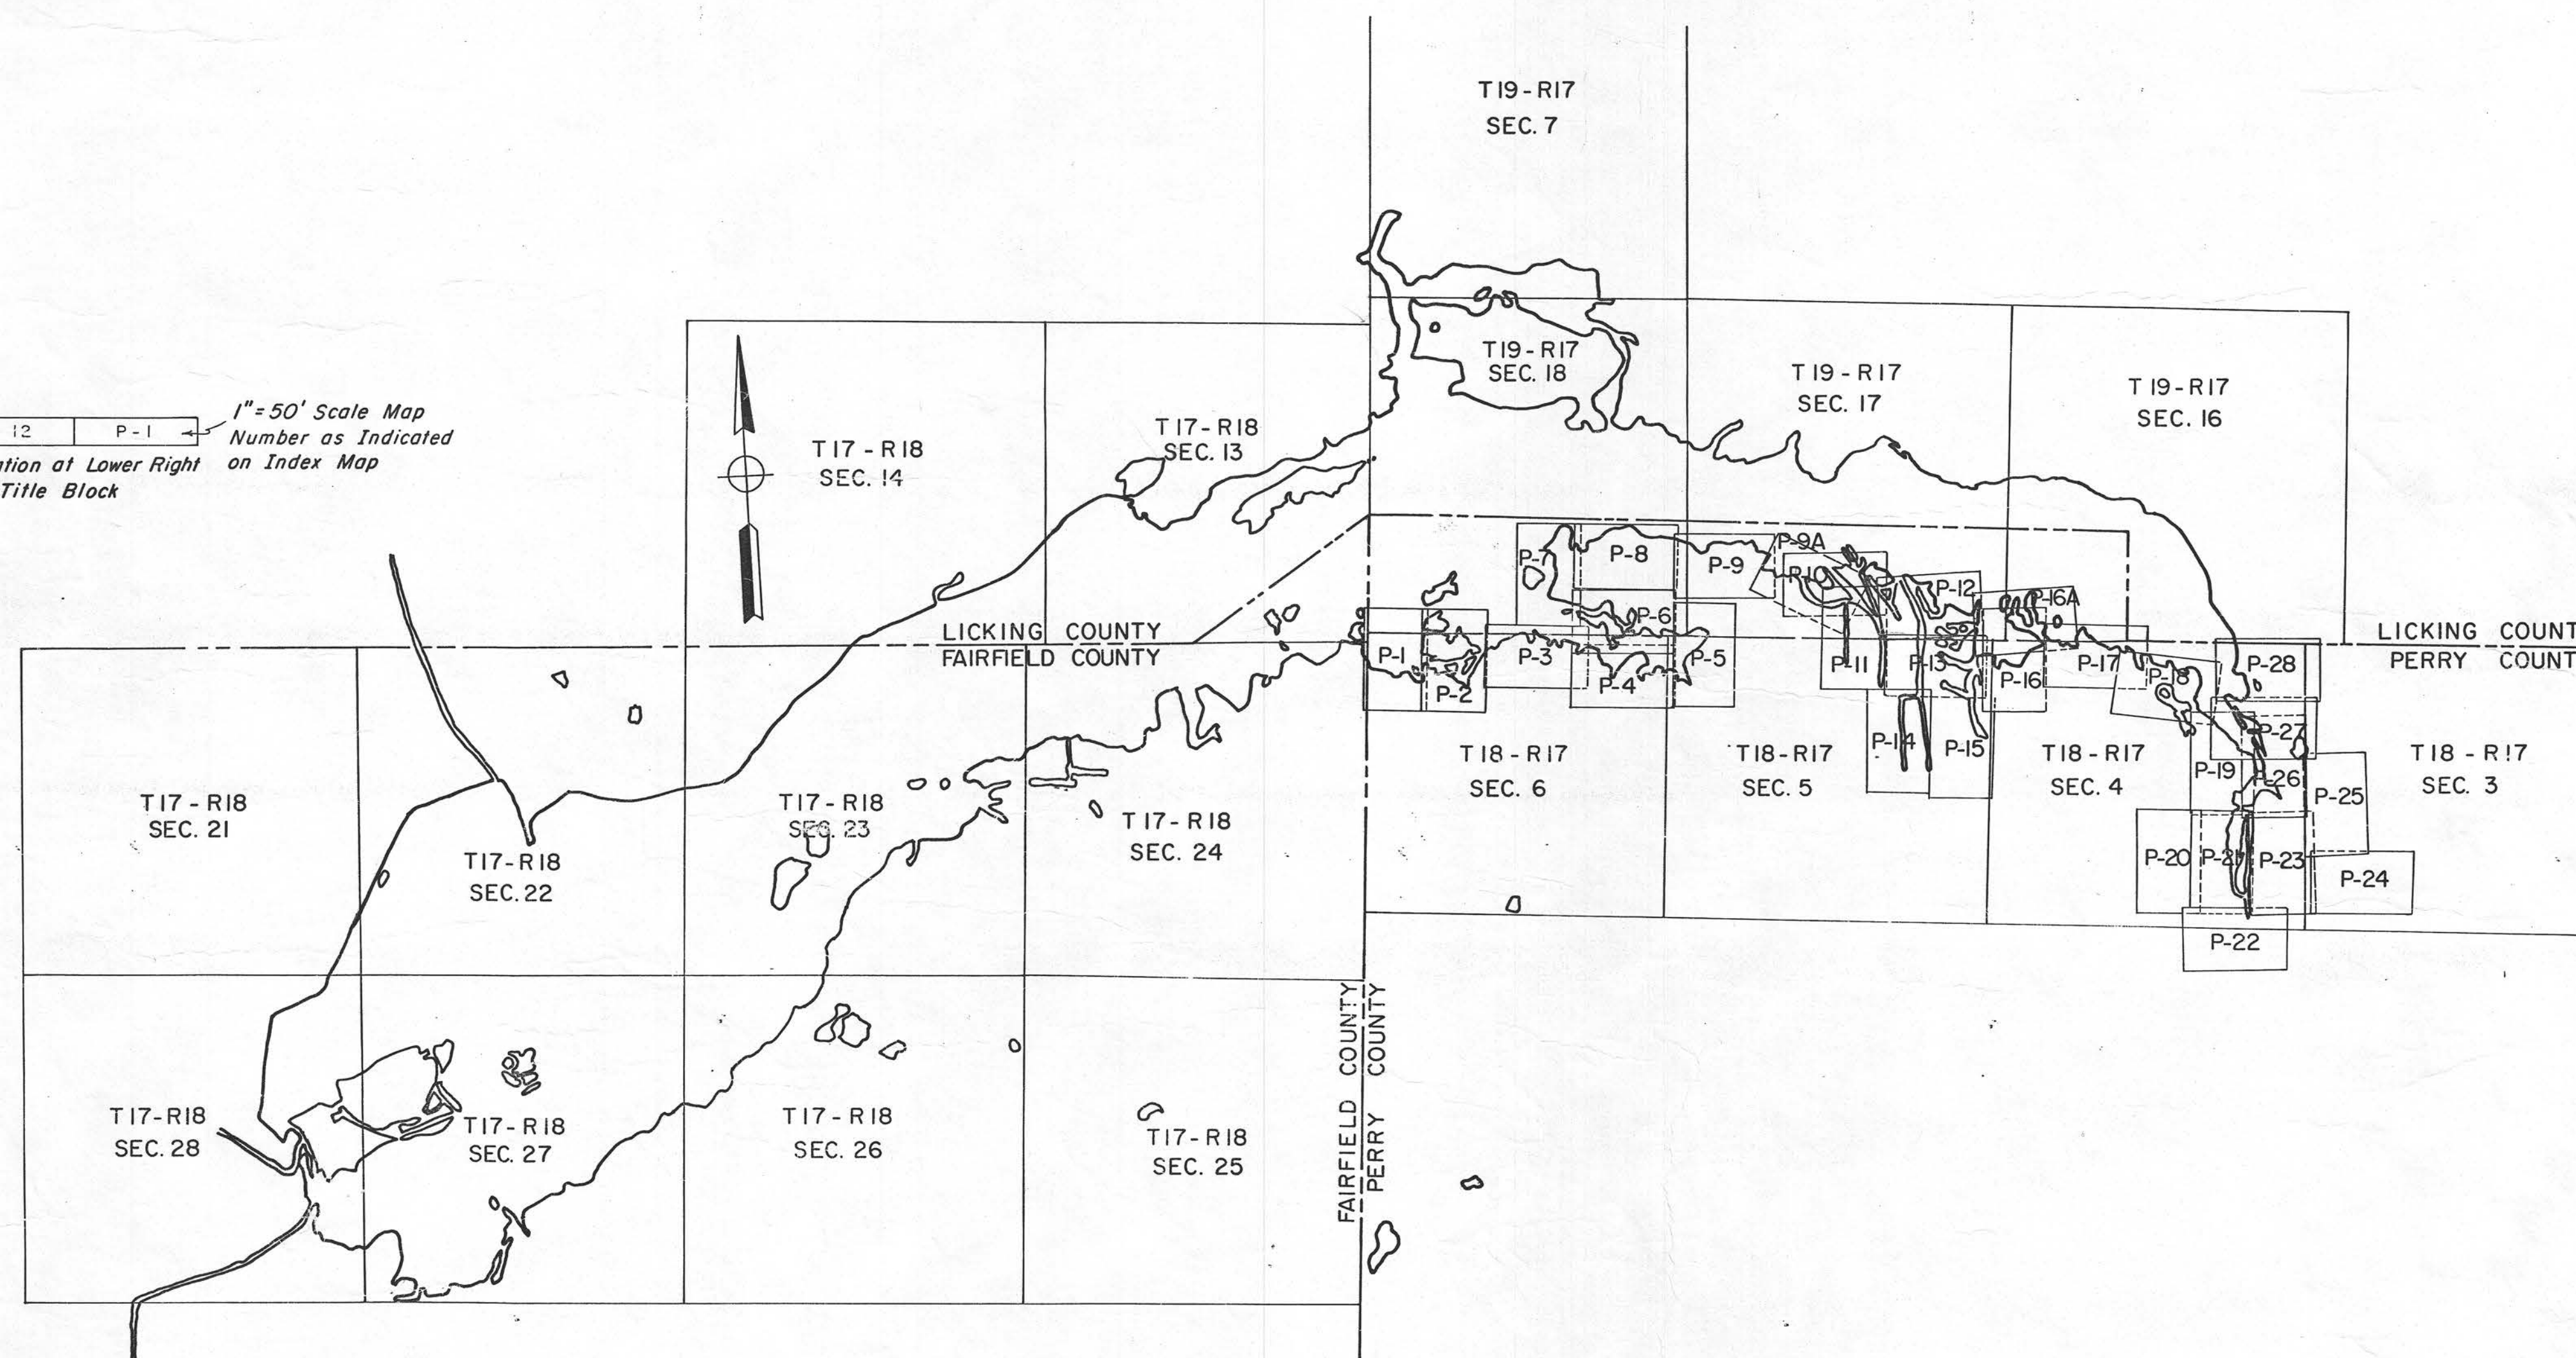 T19-R17
SEC. 7
T19-R17
SEC. 18
T19-R17
SEC. 17
T19-R17
SEC. 16
1"=50' Scale Map
Number as Indicated
on Index Map
12
P-1
at Lower Right
Title Block
T17-R18
SEC. 14
T17-R18
SEC. 13
P-7
P-8
P-9
P-9A
P-10
P-12
P-16A
P-6
LICKING COUNTY
FAIRFIELD COUNTY
LICKING COUNT
PERRY COUNT
P-1
P-2
P-3
P-4
P-5
P-11
P-13
P-16
P-17
P-18
P-28
P-14
P-15
P-27
P-19
26
P-25
T17-R18
SEC. 21
T17-R18
SEC. 22
T17-R18
SEC. 23
T17-R18
SEC. 24
T18-R17
SEC. 6
T18-R17
SEC. 5
T18-R17
SEC. 4
T18-R17
SEC. 3
P-20
P-21
P-23
P-24
P-22
T17-R18
SEC. 28
T17-R18
SEC. 27
T17-R18
SEC. 26
T17-R18
SEC. 25
FAIRFIELD COUNTY
PERRY COUNTY